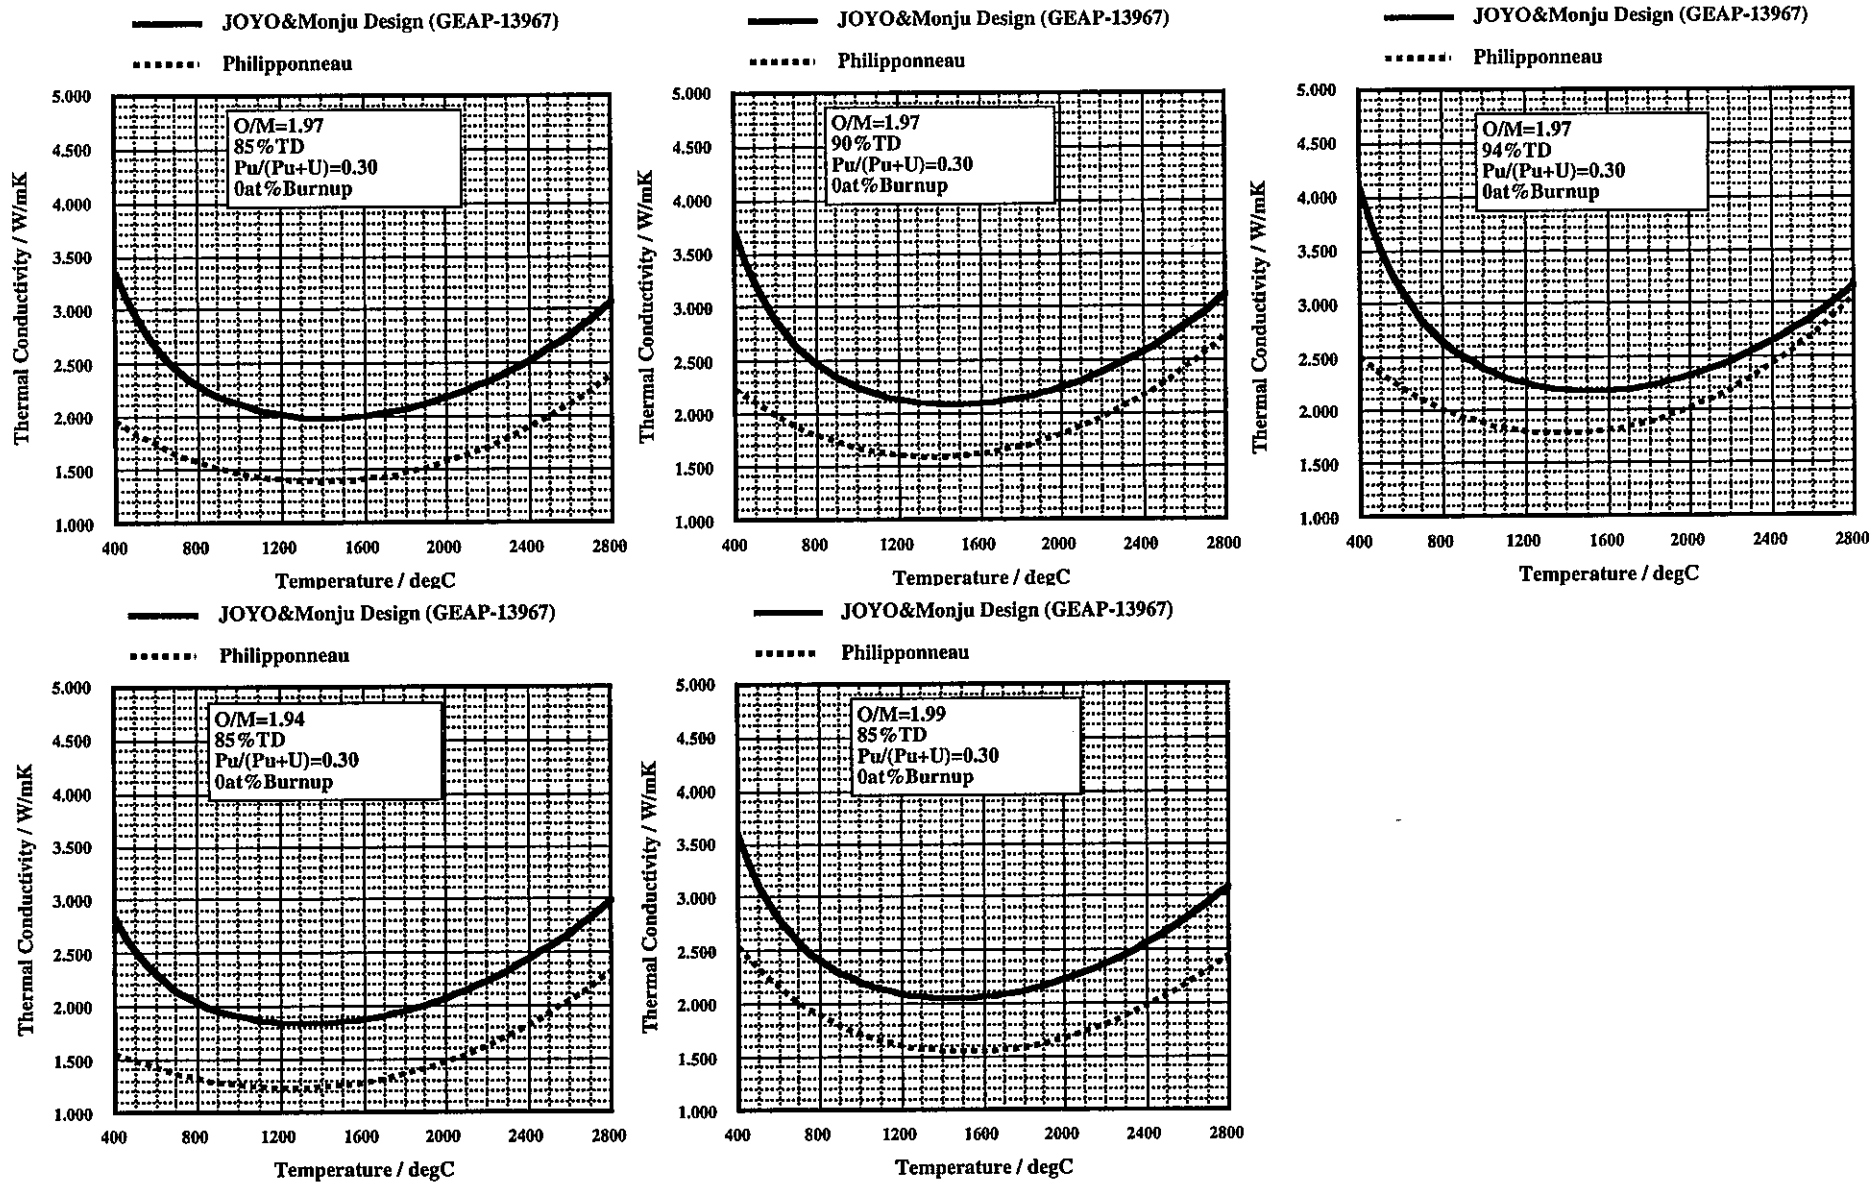 JOYO&Monju Design (GEAP-13967)
Philipponneau
Thermal Conductivity / W/mK
5.000
4.500
4.000
3.500
3.000
2.500
2.000
1.500
1.000
O/M=1.97
85%TD
Pu/(Pu+U)=0.30
0at%Burnup
400 800 1200 1600 2000 2400 2800
Temperature / degC
JOYO&Monju Design (GEAP-13967)
Philipponneau
Thermal Conductivity / W/mK
5.000
4.500
4.000
3.500
3.000
2.500
2.000
1.500
1.000
O/M=1.97
90%TD
Pu/(Pu+U)=0.30
0at%Burnup
400 800 1200 1600 2000 2400 2800
Temperature / degC
JOYO&Monju Design (GEAP-13967)
Philipponneau
Thermal Conductivity / W/mK
5.000
4.500
4.000
3.500
3.000
2.500
2.000
1.500
1.000
O/M=1.97
94%TD
Pu/(Pu+U)=0.30
0at%Burnup
400 800 1200 1600 2000 2400 2800
Temperature / degC
JOYO&Monju Design (GEAP-13967)
Philipponneau
Thermal Conductivity / W/mK
5.000
4.500
4.000
3.500
3.000
2.500
2.000
1.500
1.000
O/M=1.94
85%TD
Pu/(Pu+U)=0.30
0at%Burnup
400 800 1200 1600 2000 2400 2800
Temperature / degC
JOYO&Monju Design (GEAP-13967)
Philipponneau
Thermal Conductivity / W/mK
5.000
4.500
4.000
3.500
3.000
2.500
2.000
1.500
1.000
O/M=1.99
85%TD
Pu/(Pu+U)=0.30
0at%Burnup
400 800 1200 1600 2000 2400 2800
Temperature / degC